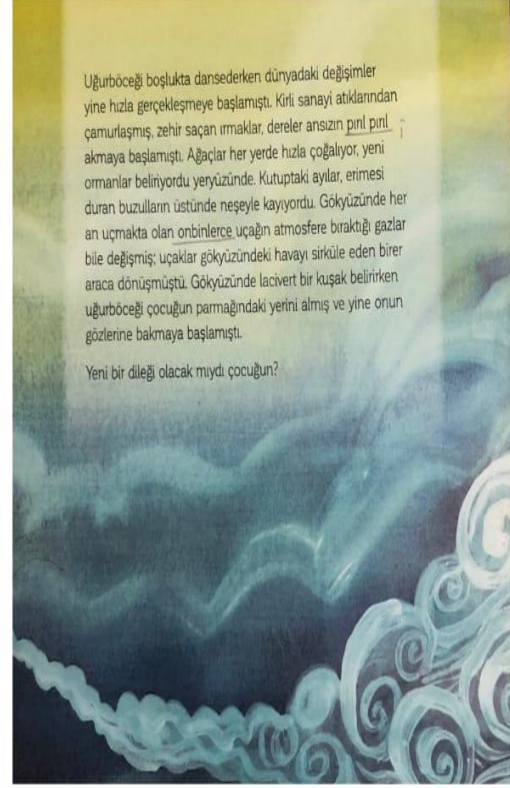 Uğurböceği boşlukta dansederken dünyadaki değişimler
yine hızla gerçekleşmeye başlamıştı. Kirli sanayi atıklarından
çamurlaşmış, zehir saçan ırmaklar, dereler ansızın pırıl pırıl
akmaya başlamıştı. Ağaçlar her yerde hızla çoğalıyor, yeni
ormanlar beliriyordu yeryüzünde. Kutuptaki ayılar, erimesi
duran buzulların üstünde neşeyle kayıyordu. Gökyüzünde her
an uçmakta olan onbinlerce uçağın atmosfere bıraktığı gazlar
bile değişmiş; uçaklar gökyüzündeki havayı sirküle eden birer
araca dönüşmüştü. Gökyüzünde lacivert bir kuşak belirirken
uğurböceği çocuğun parmağındaki yerini almış ve yine onun
gözlerine bakmaya başlamıştı.
Yeni bir dileği olacak mıydı çocuğun?